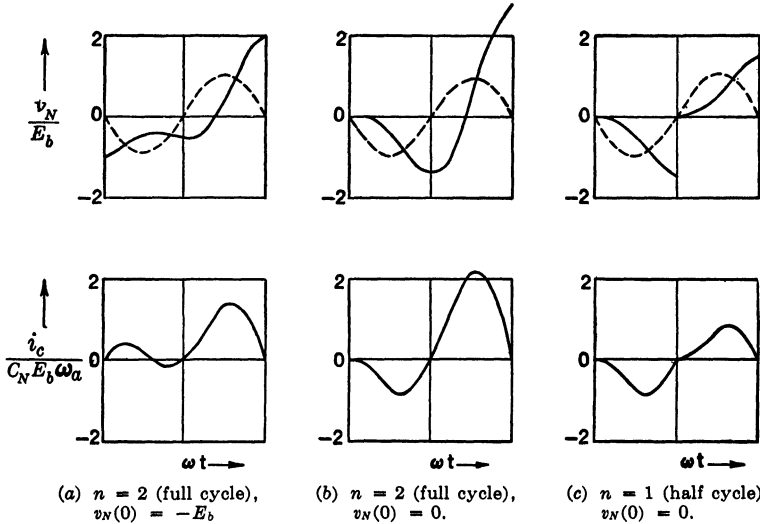 2
0
−2
2
0
−2
2
0
−2
v_N
E_b
2
0
−2
2
0
−2
2
0
−2
i_c
C_N E_b ω_a
ωt
ωt
ωt
(a) n = 2 (full cycle),
v_N(0) = −E_b
(b) n = 2 (full cycle),
v_N(0) = 0.
(c) n = 1 (half cycle)
v_N(0) = 0.